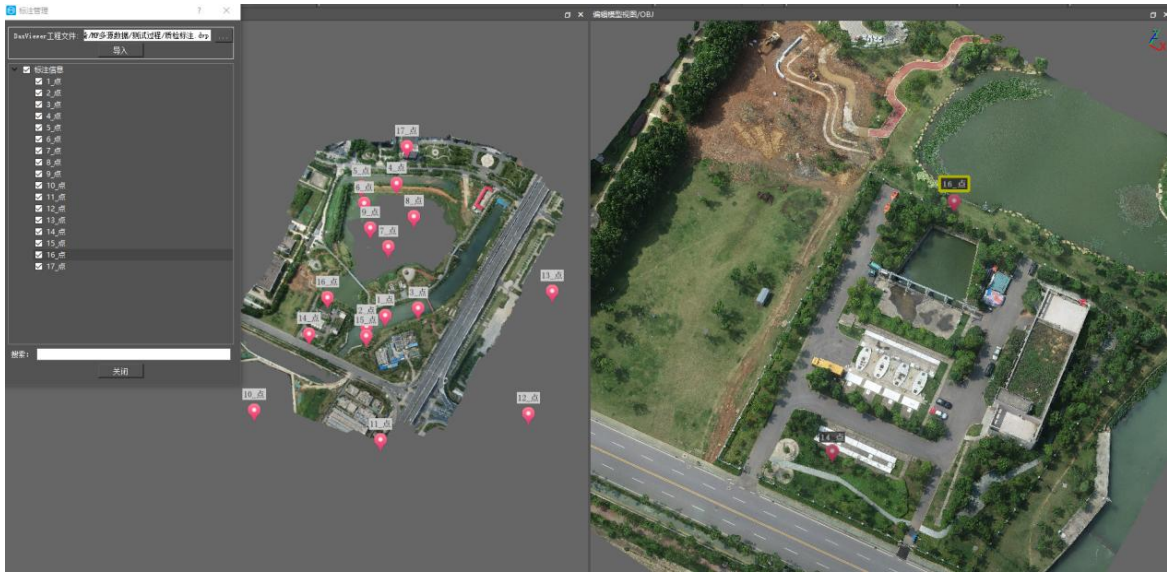 标注管理
? ×
DasViewer工程文件:
/MF多源数据/测试过程/质检标注.drp
...
导入
标注信息
1_点
2_点
3_点
4_点
5_点
6_点
7_点
8_点
9_点
10_点
11_点
12_点
13_点
14_点
15_点
16_点
17_点
搜索:
关闭
17_点
5_点
4_点
6_点
9_点
8_点
7_点
13_点
16_点
1_点
3_点
2_点
14_点
15_点
10_点
12_点
11_点
编辑模型视图/OBJ
16_点
14_点